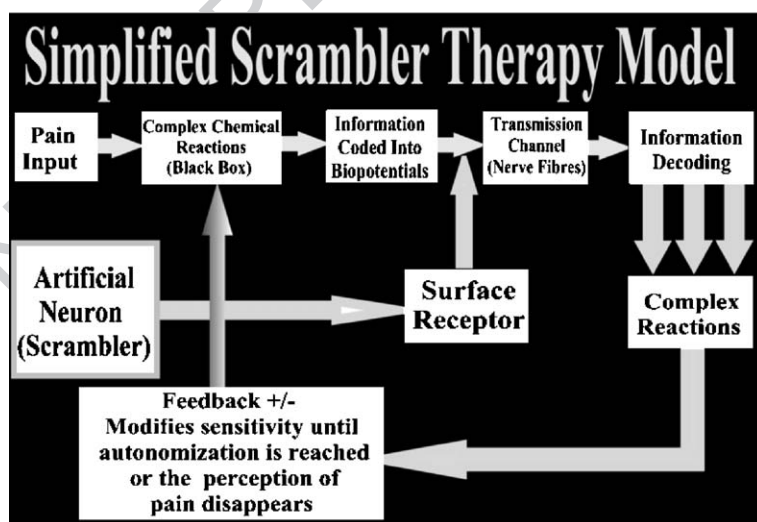 Simplified Scrambler Therapy Model
Pain
Input
Complex Chemical
Reactions
(Black Box)
Information
Coded Into
Biopotentials
Transmission
Channel
(Nerve Fibres)
Information
Decoding
Artificial
Neuron
(Scrambler)
Surface
Receptor
Complex
Reactions
Feedback +/-
Modifies sensitivity until
autonomization is reached
or the perception of
pain disappears